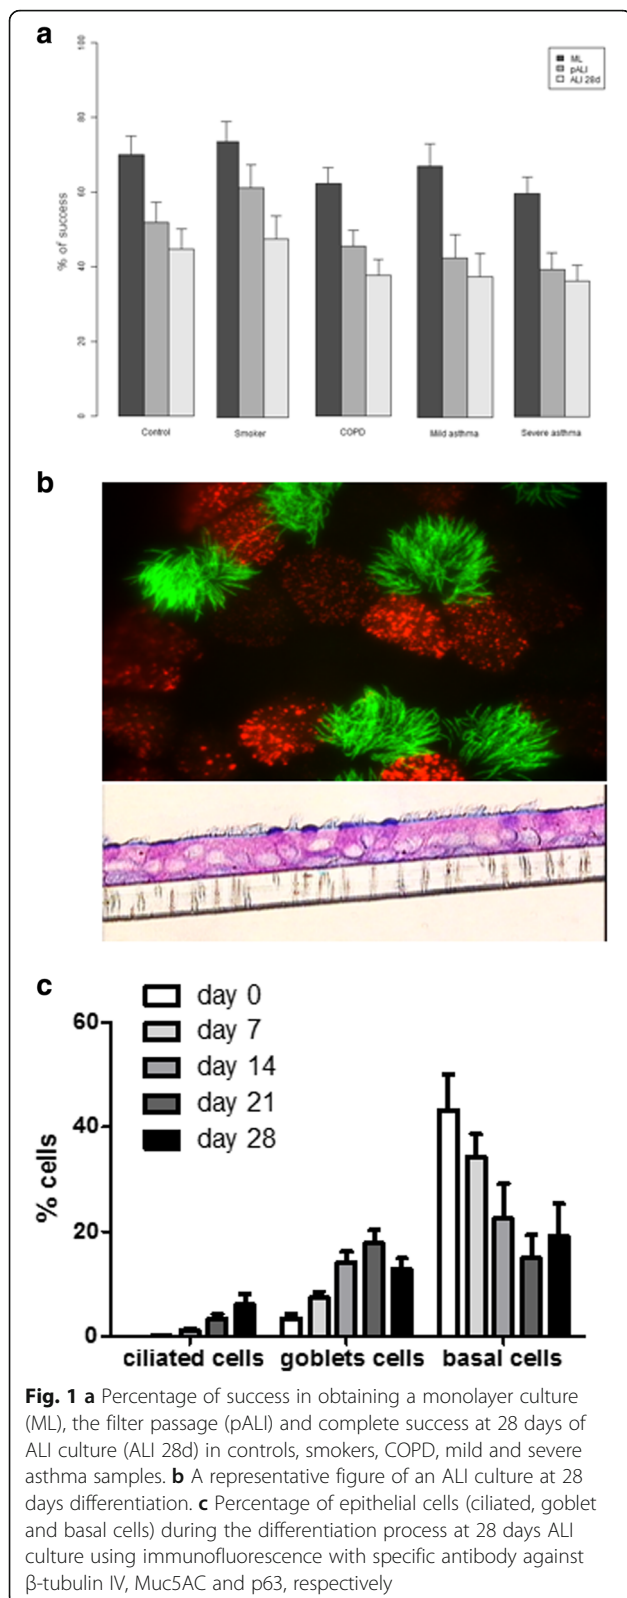 a
100
80
60
40
20
0
% of success
ML
pALI
ALI 28d
Control
Smoker
COPD
Mild asthma
Severe asthma
b
c
day 0
day 7
day 14
day 21
day 28
60
40
20
0
% cells
ciliated cells
goblets cells
basal cells
Fig. 1 a Percentage of success in obtaining a monolayer culture
(ML), the filter passage (pALI) and complete success at 28 days of
ALI culture (ALI 28d) in controls, smokers, COPD, mild and severe
asthma samples. b A representative figure of an ALI culture at 28
days differentiation. c Percentage of epithelial cells (ciliated, goblet
and basal cells) during the differentiation process at 28 days ALI
culture using immunofluorescence with specific antibody against
β-tubulin IV, Muc5AC and p63, respectively